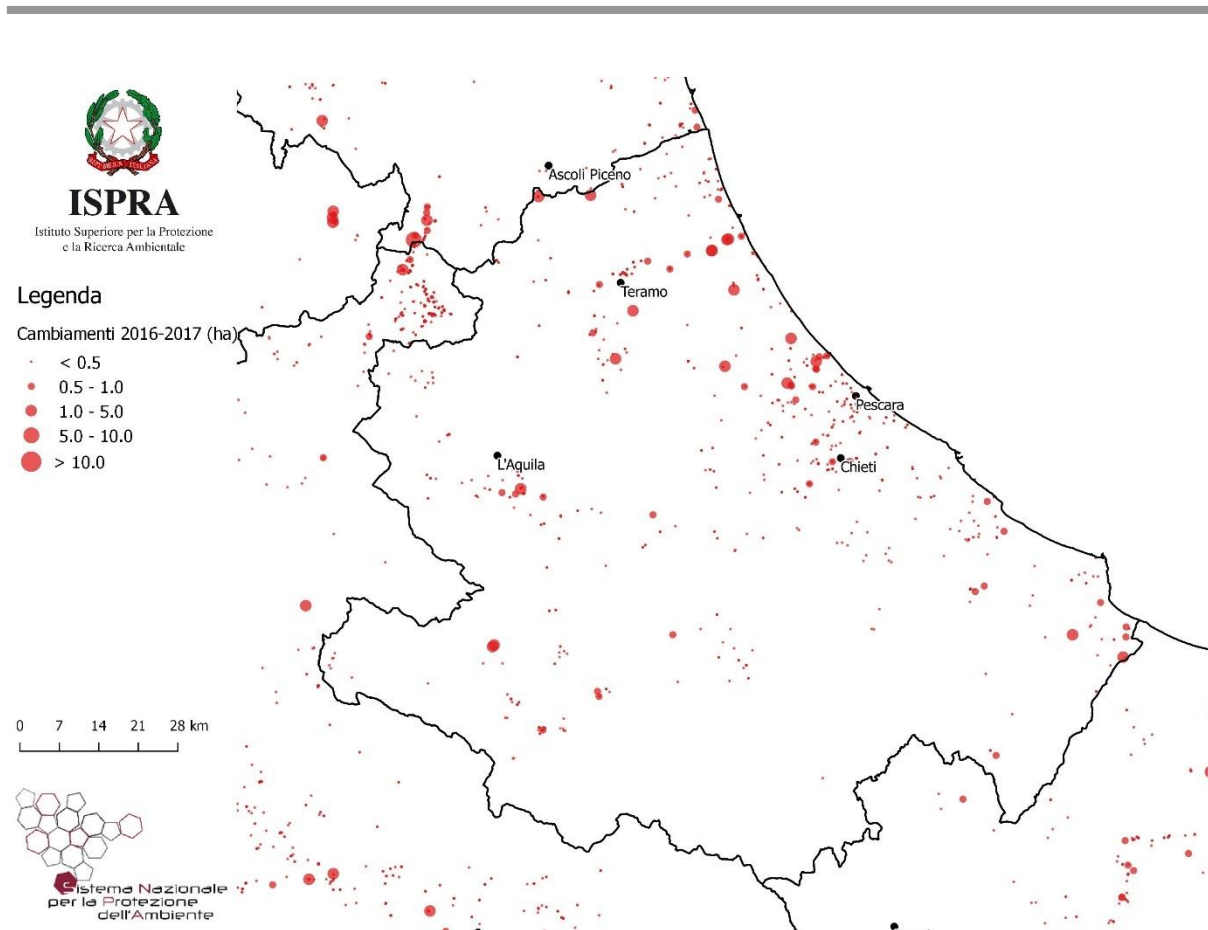 REPVBBLICA ITALIANA
ISPRA
Istituto Superiore per la Protezione
e la Ricerca Ambientale
Legenda
Cambiamenti 2016-2017 (ha)
< 0.5
0.5 - 1.0
1.0 - 5.0
5.0 - 10.0
> 10.0
Ascoli Piceno
Teramo
Pescara
L'Aquila
Chieti
0 7 14 21 28 km
Sistema Nazionale
per la Protezione
dell'Ambiente